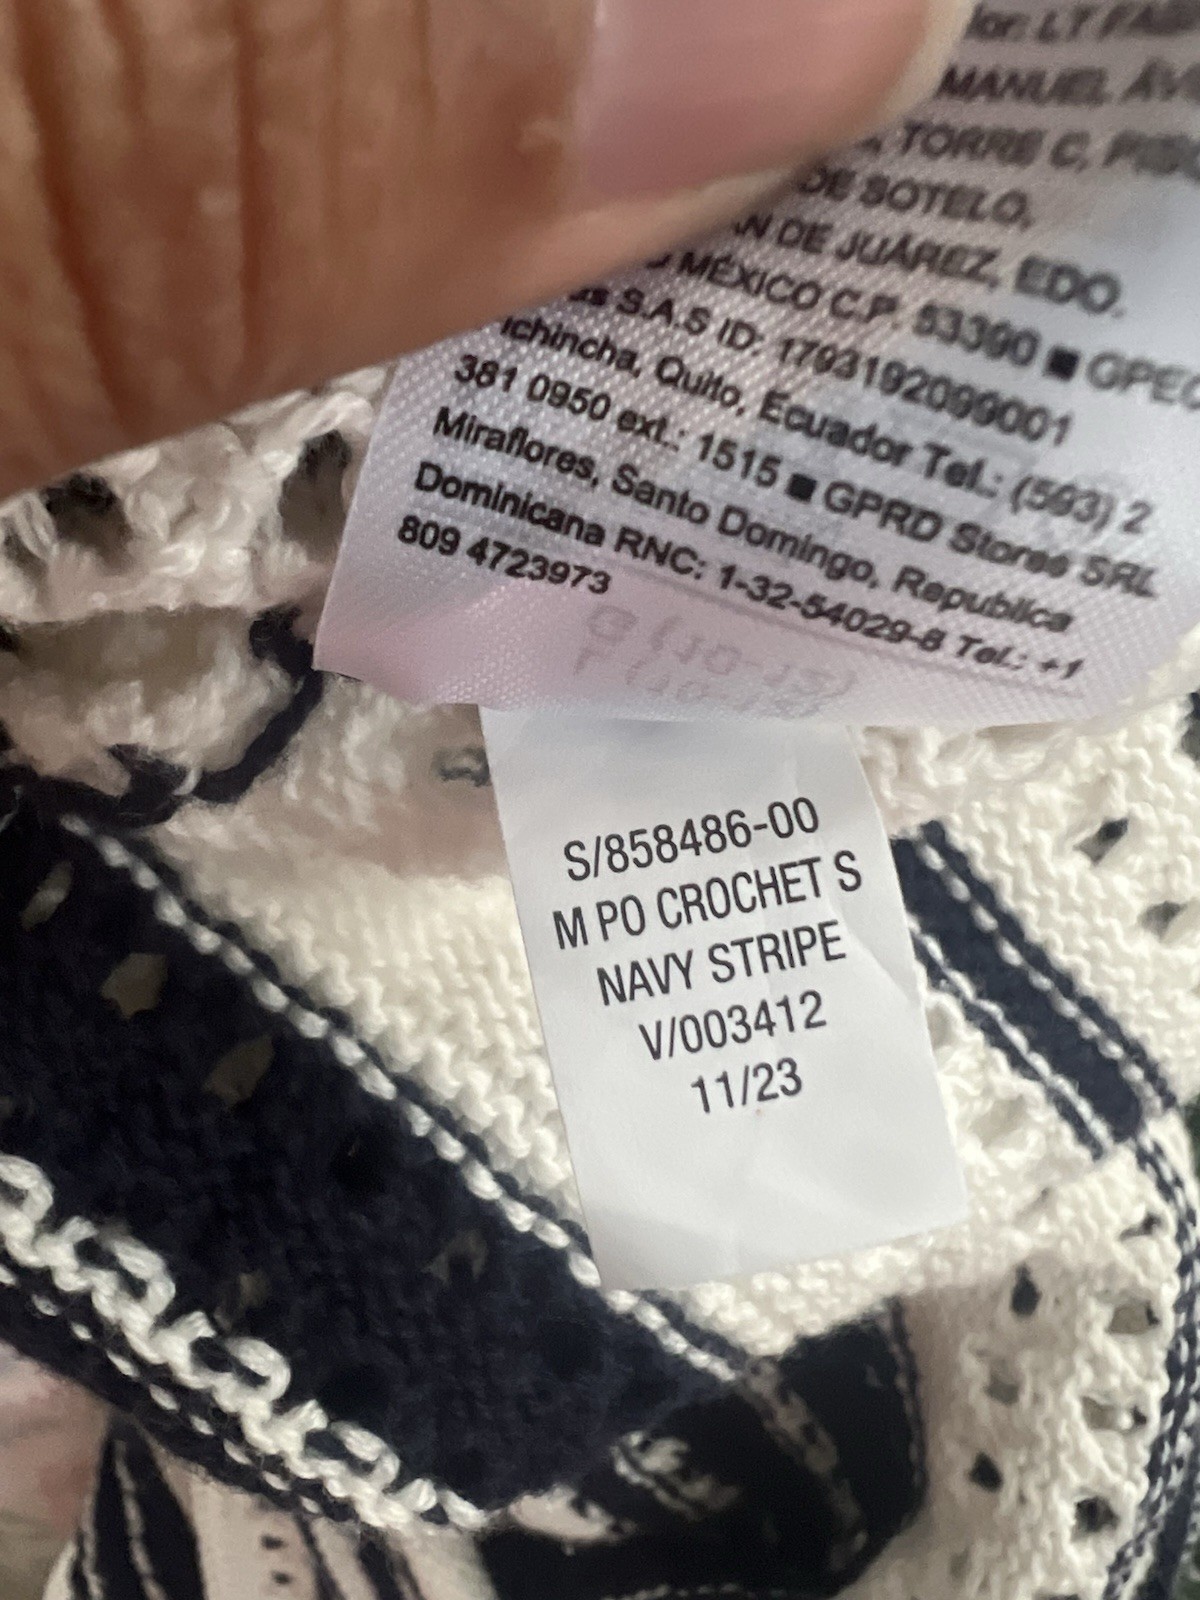 MANUEL
TORRE C,
DE SOTELO,
DE JUÁREZ, EDO.
MÉXICO C.P. 53390 ■ GPEC
S.A.S ID: 1793192099001
ichincha, Quito, Ecuador Tel.: (593) 2
381 0950 ext.: 1515 ■ GPRD Stores SRL
Miraflores, Santo Domingo, Republica
Dominicana RNC: 1-32-54029-8 Tel.: +1
809 4723973
S/858486-00
M PO CROCHET S
NAVY STRIPE
V/003412
11/23